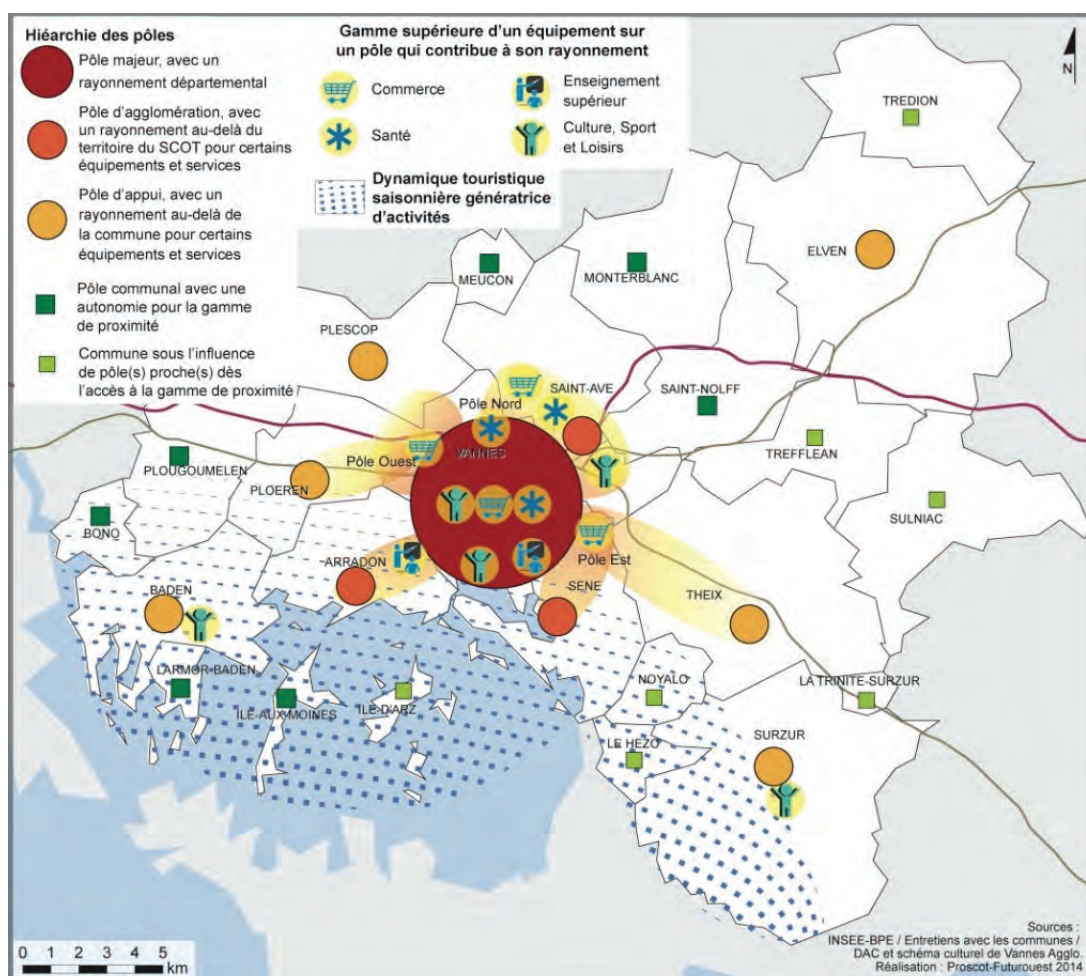 Hiéarchie des pôles
Pôle majeur, avec un
rayonnement départemental
Pôle d'agglomération, avec
un rayonnement au-delà du
territoire du SCOT pour certains
équipements et services
Pôle d'appui, avec un
rayonnement au-delà de
la commune pour certains
équipements et services
Pôle communal avec une
autonomie pour la gamme
de proximité
Commune sous l'influence
de pôle(s) proche(s) dès
l'accès à la gamme de proximité
Gamme supérieure d'un équipement sur
un pôle qui contribue à son rayonnement
Commerce
Enseignement
supérieur
Santé
Culture, Sport
et Loisirs
Dynamique touristique
saisonnière génératrice
d'activités
N
TREDION
ELVEN
MEUCON
MONTERBLANC
PLESCOP
SAINT-AVE
Pôle Nord
SAINT-NOLFF
VANNES
TREFFLEAN
PLOUGOUMELEN
Pôle Ouest
PLOEREN
SULNIAC
BONO
Pôle Est
ARRADON
SENE
THEIX
BADEN
LARMOR-BADEN
ILE-AUX-MOINES
ILE D'ARZ
NOYALO
LA TRINITE-SURZUR
LE HEZO
SURZUR
0 1 2 3 4 5
km
Sources :
INSEE-BPE / Entretiens avec les communes /
DAC et schéma culturel de Vannes Agglo
Réalisation : Proscot-Futurouest 2014